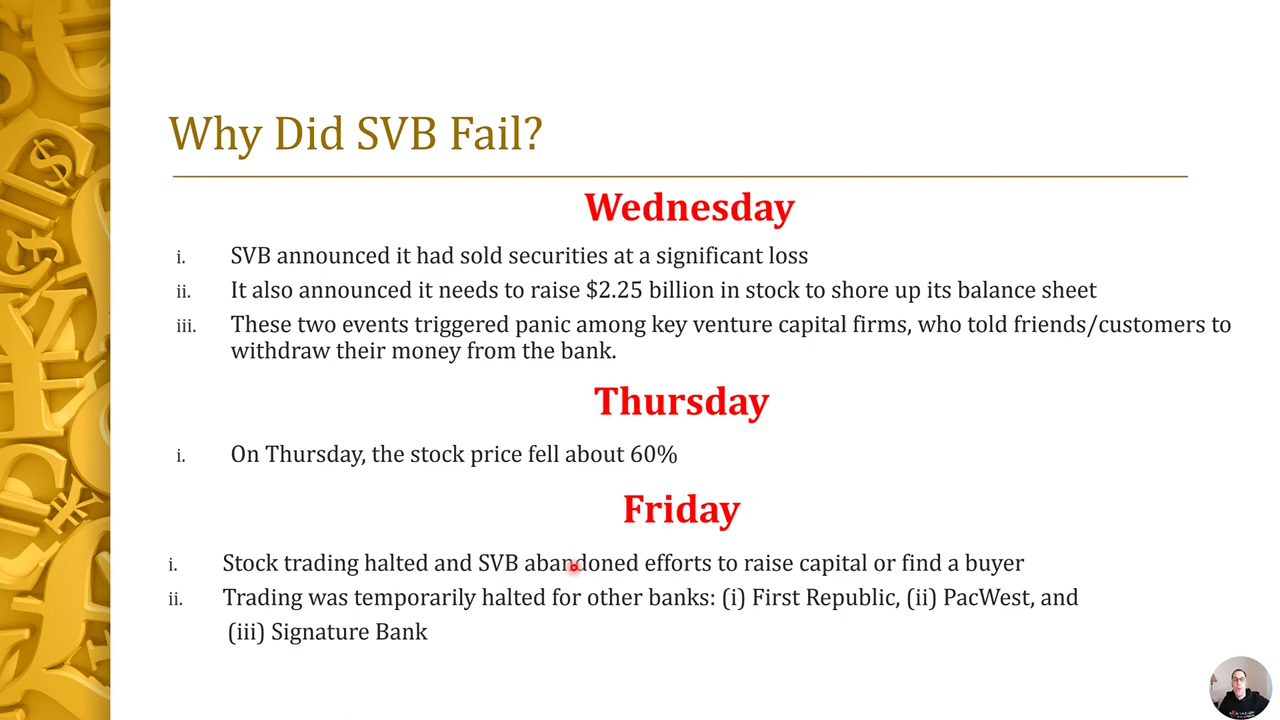 Why Did SVB Fail?
Wednesday
i. SVB announced it had sold securities at a significant loss
ii. It also announced it needs to raise $2.25 billion in stock to shore up its balance sheet
iii. These two events triggered panic among key venture capital firms, who told friends/customers to
withdraw their money from the bank.
Thursday
i. On Thursday, the stock price fell about 60%
Friday
i. Stock trading halted and SVB abandoned efforts to raise capital or find a buyer
ii. Trading was temporarily halted for other banks: (i) First Republic, (ii) PacWest, and
(iii) Signature Bank